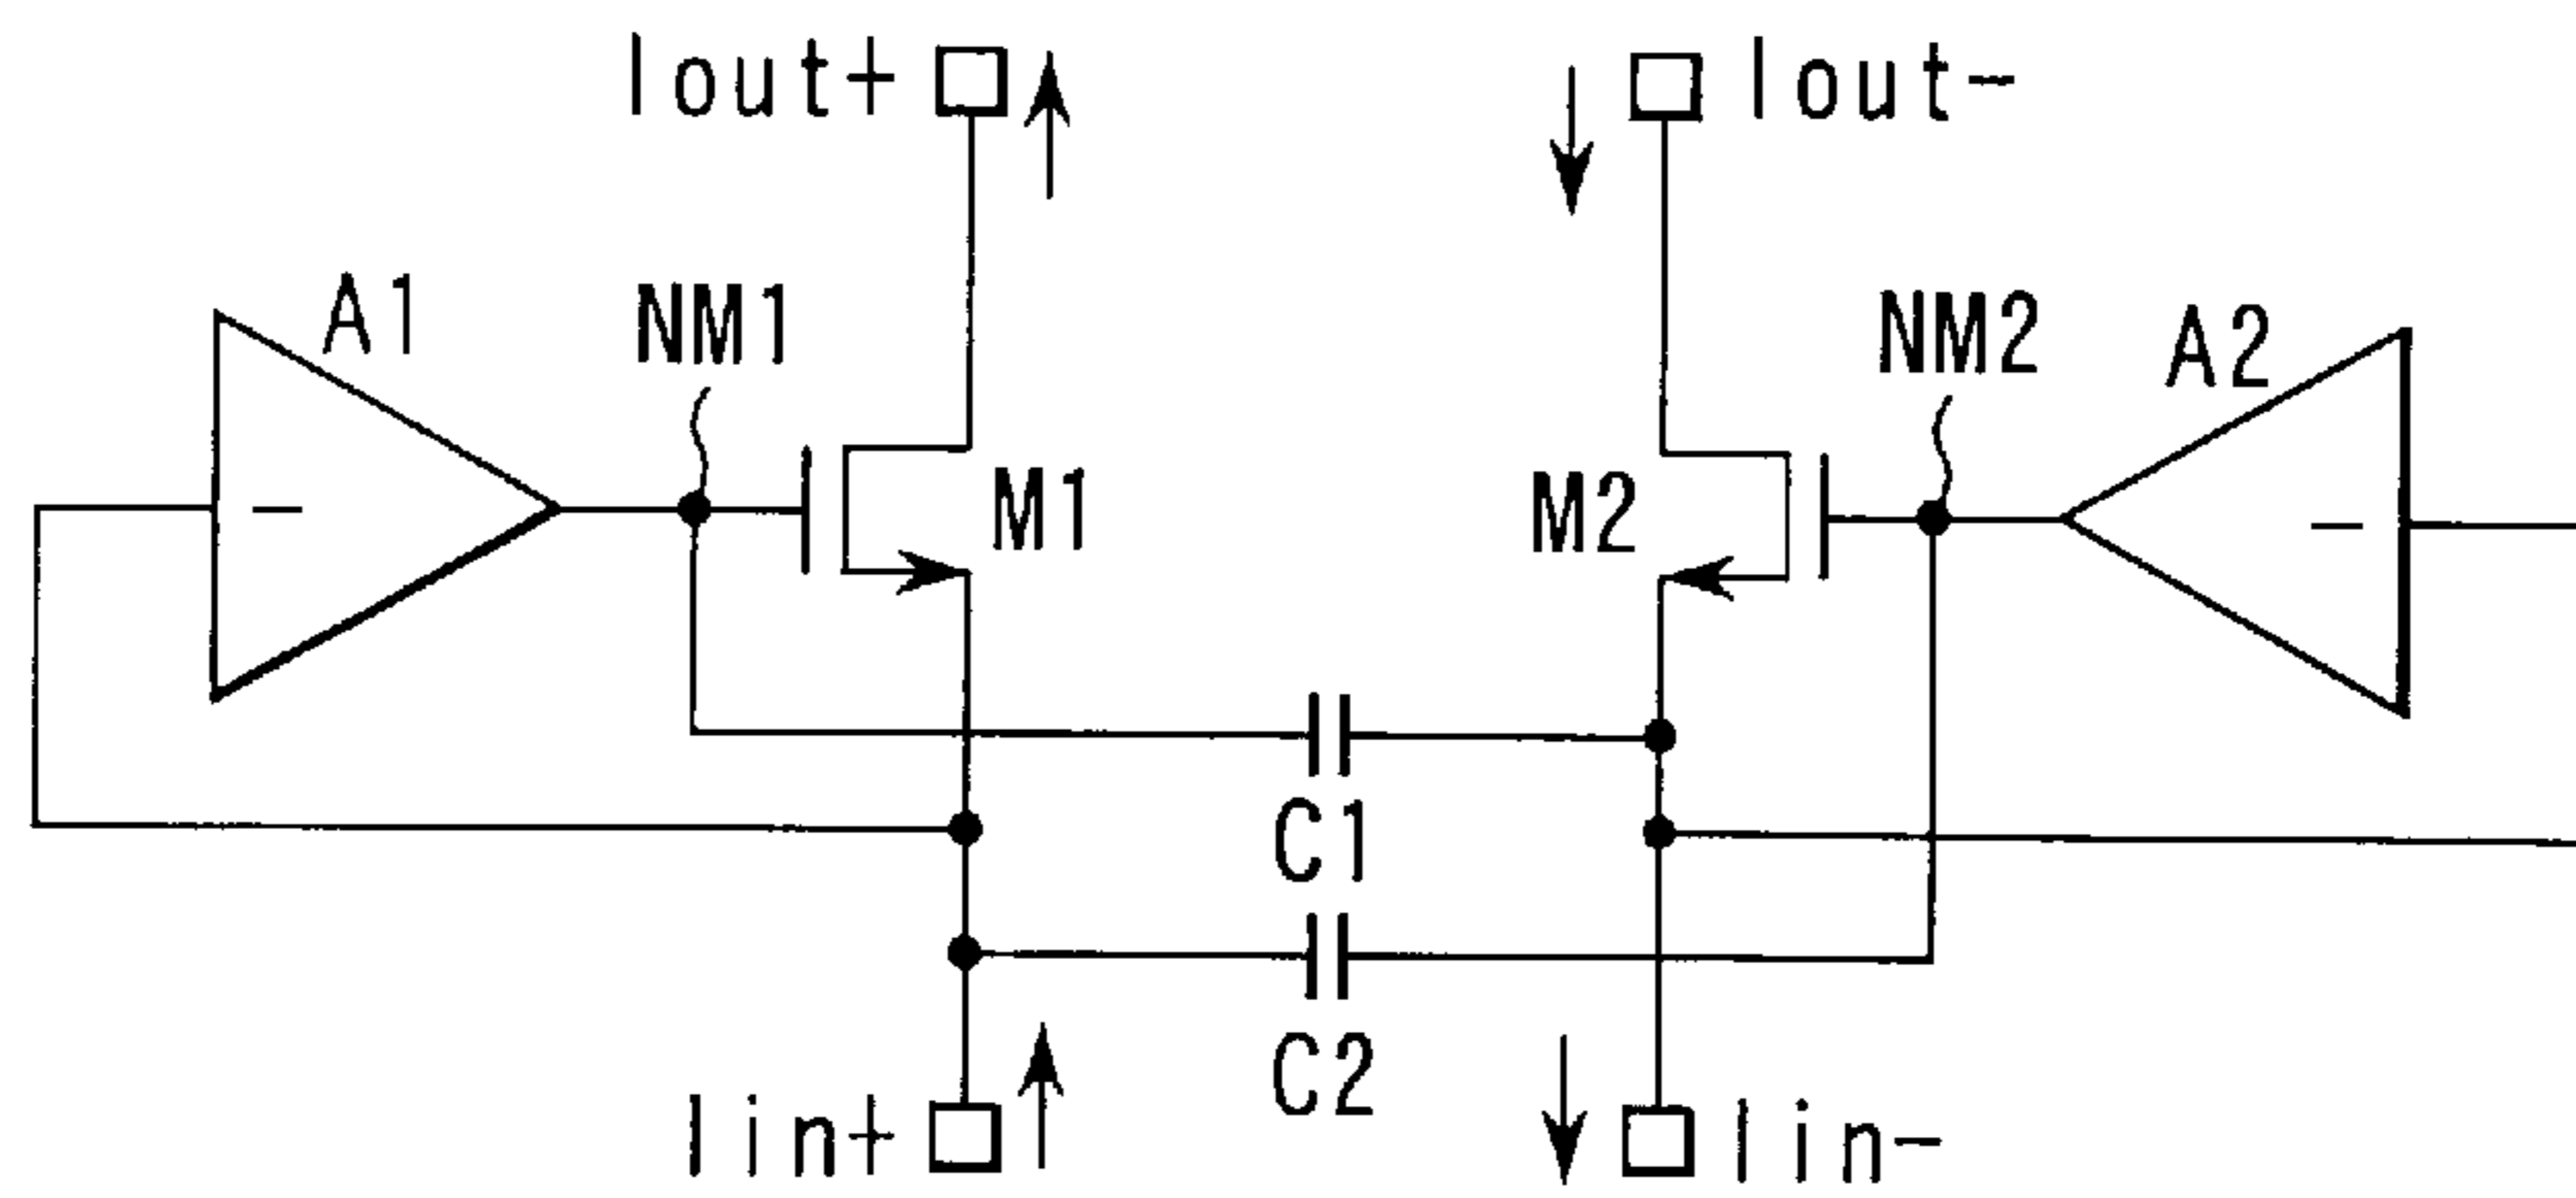 Iout+
Iout-
A1
NM1
NM2
A2
-
M1
M2
-
C1
C2
Iin+
Iin-